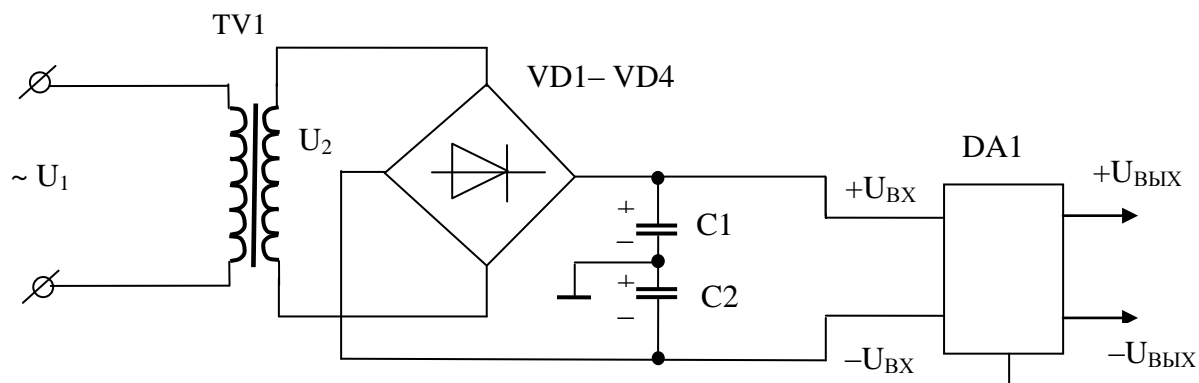 TV1
VD1– VD4
U2
~ U1
DA1
+UВХ
+UВЫХ
+
–
C1
+
–
C2
–UВХ
–UВЫХ